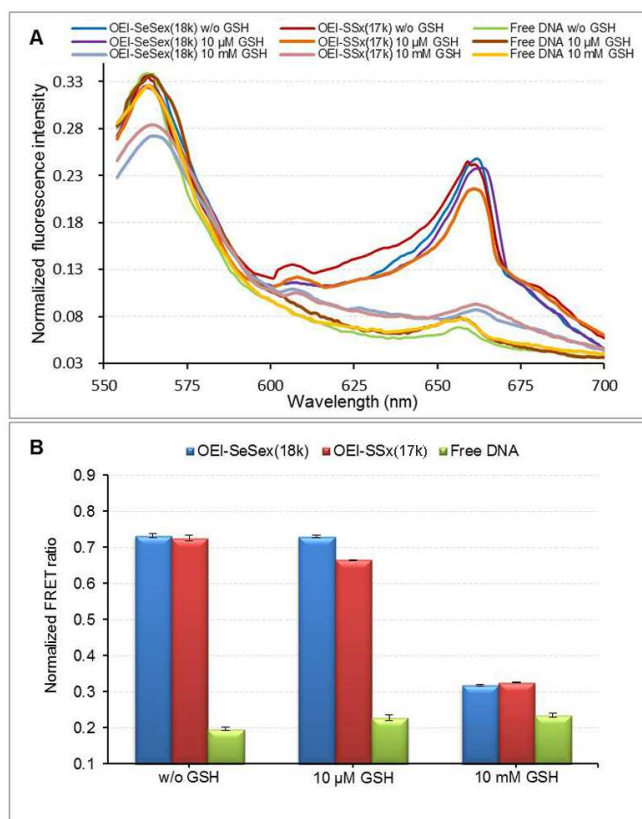 A
OEI-SeSex(18k) w/o GSH OEI-SSx(17k) w/o GSH Free DNA w/o GSH
OEI-SeSex(18k) 10 µM GSH OEI-SSx(17k) 10 µM GSH Free DNA 10 µM GSH
OEI-SeSex(18k) 10 mM GSH OEI-SSx(17k) 10 mM GSH Free DNA 10 mM GSH
Normalized fluorescence intensity
0.33
0.28
0.23
0.18
0.13
0.08
0.03
550 575 600 625 650 675 700
Wavelength (nm)
B
OEI-SeSex(18k) OEI-SSx(17k) Free DNA
Normalized FRET ratio
0.9
0.8
0.7
0.6
0.5
0.4
0.3
0.2
0.1
w/o GSH 10 µM GSH 10 mM GSH